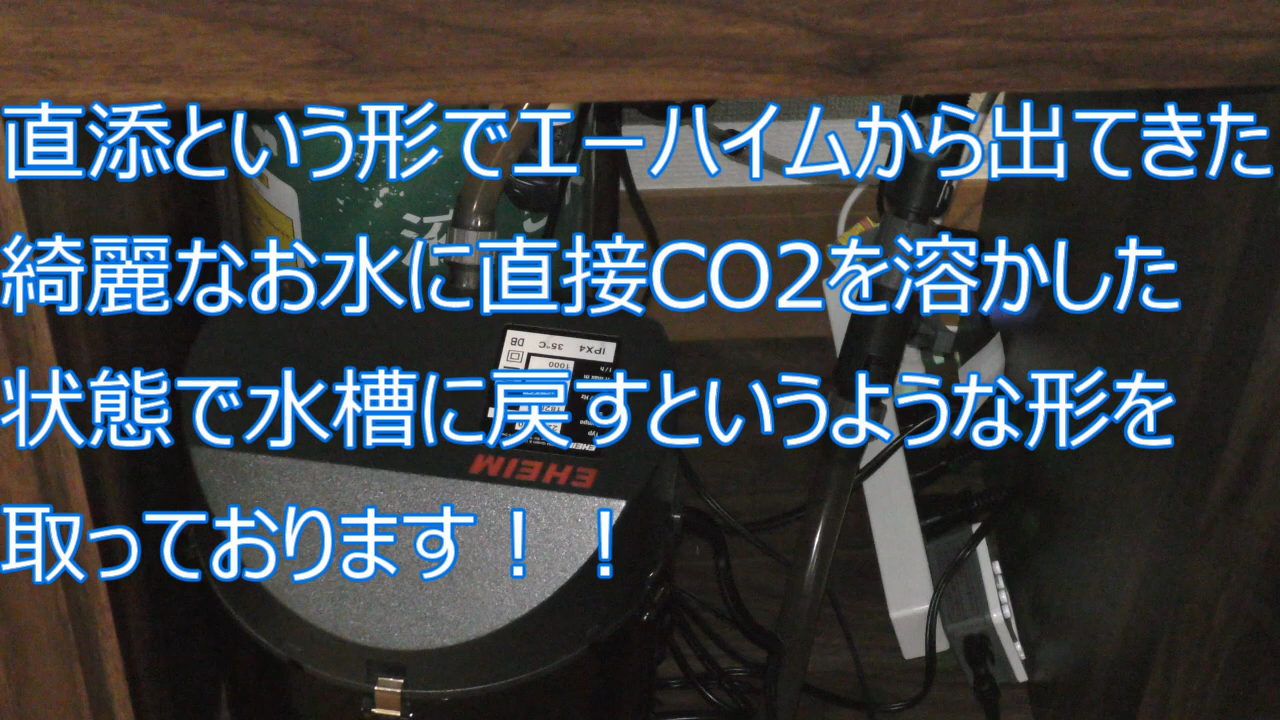 直添という形でエーハイムから出てきた
綺麗なお水に直接CO2を溶かした
状態で水槽に戻すというような形を
取っております！！
液
DB
35°C
IPX4
1000
EHEIM